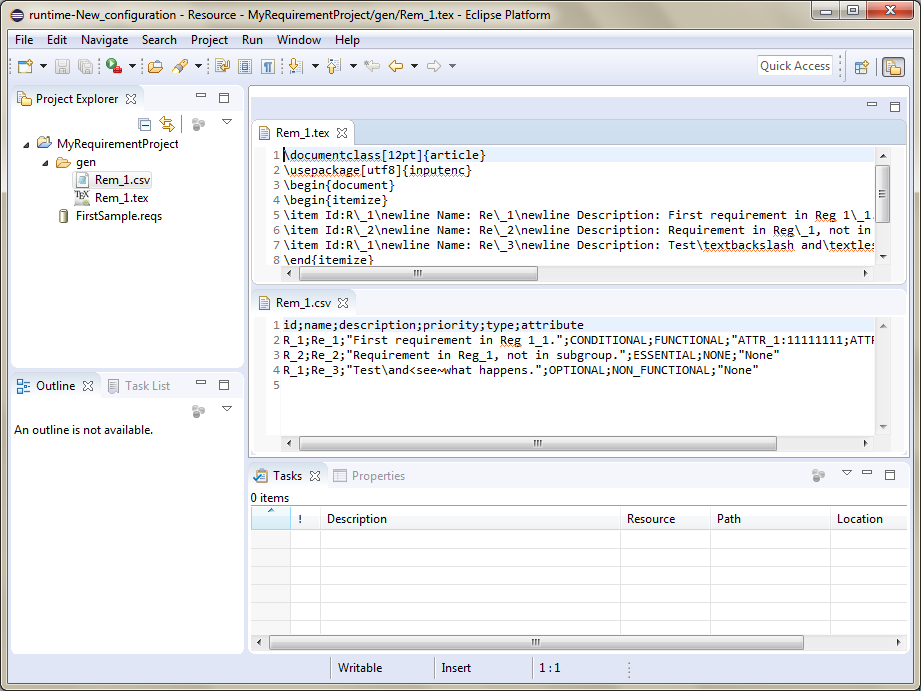 runtime-New_configuration - Resource - MyRequirementProject/gen/Rem_1.tex - Eclipse Platform
File Edit Navigate Search Project Run Window Help
Quick Access
Project Explorer
MyRequirementProject
gen
Rem_1.csv
Rem_1.tex
FirstSample.reqs
Outline Task List
An outline is not available.
Rem_1.tex
1 \documentclass[12pt]{article}
2 \usepackage[utf8]{inputenc}
3 \begin{document}
4 \begin{itemize}
5 \item Id:R\_1\newline Name: Re\_1\newline Description: First requirement in Reg 1\_1.
6 \item Id:R\_2\newline Name: Re\_2\newline Description: Requirement in Reg\_1, not in
7 \item Id:R\_1\newline Name: Re\_3\newline Description: Test\textbackslash and\textles
8 \end{itemize}
Rem_1.csv
1 id;name;description;priority;type;attribute
2 R_1;Re_1;"First requirement in Reg 1_1.";CONDITIONAL;FUNCTIONAL;"ATTR_1:11111111;ATTR
3 R_2;Re_2;"Requirement in Reg_1, not in subgroup.";ESSENTIAL;NONE;"None"
4 R_1;Re_3;"Test\and<see~what happens.";OPTIONAL;NON_FUNCTIONAL;"None"
5
Tasks Properties
0 items
! Description Resource Path Location
Writable Insert 1 : 1